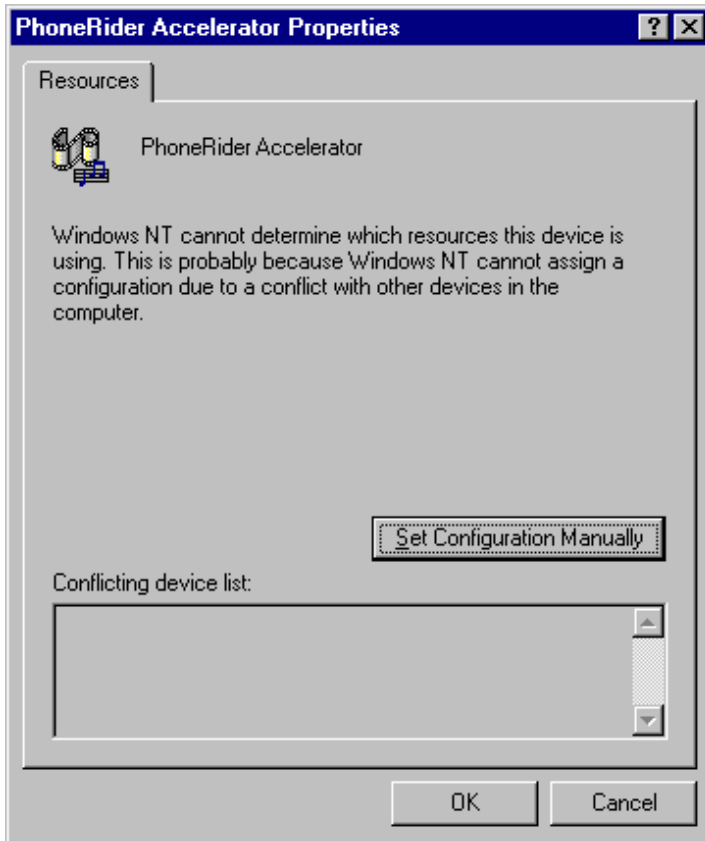 PhoneRider Accelerator Properties
Resources
PhoneRider Accelerator
Windows NT cannot determine which resources this device is
using. This is probably because Windows NT cannot assign a
configuration due to a conflict with other devices in the
computer.
Set Configuration Manually
Conflicting device list:
OK
Cancel